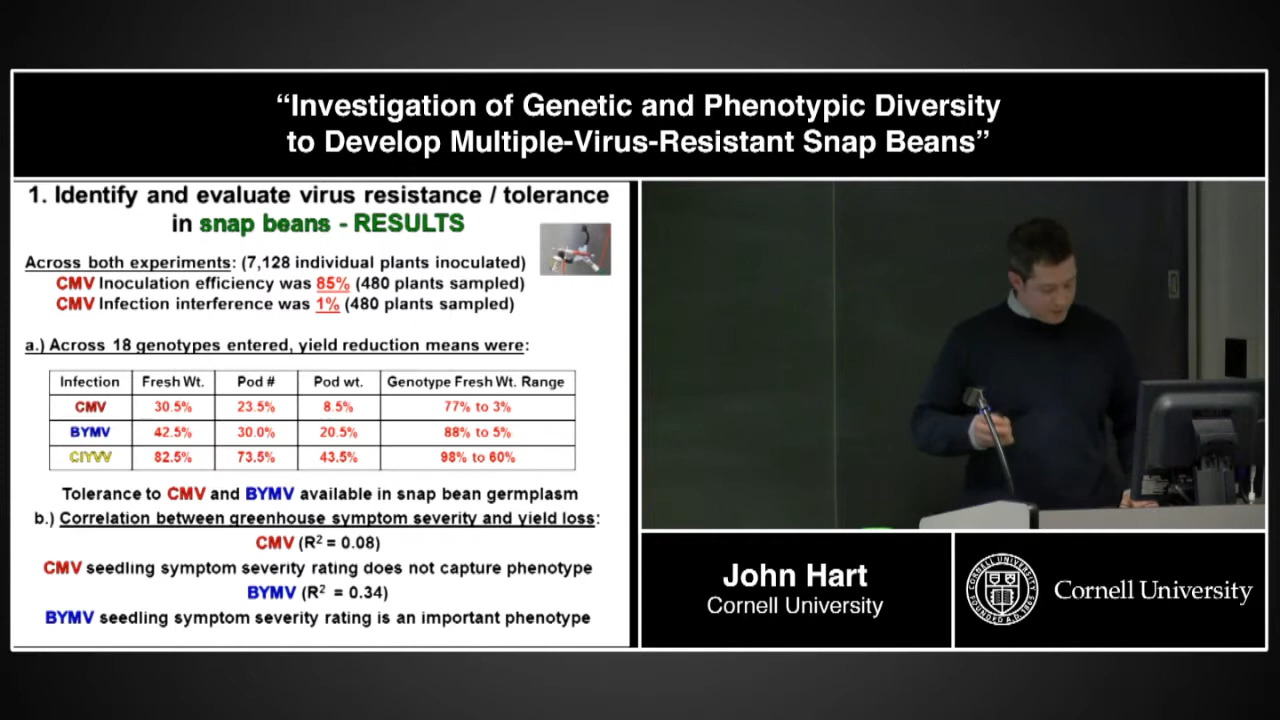 “Investigation of Genetic and Phenotypic Diversity
to Develop Multiple-Virus-Resistant Snap Beans”
1. Identify and evaluate virus resistance / tolerance
in snap beans - RESULTS
Across both experiments: (7,128 individual plants inoculated)
CMV Inoculation efficiency was 85% (480 plants sampled)
CMV Infection interference was 1% (480 plants sampled)
a.) Across 18 genotypes entered, yield reduction means were:
Infection Fresh Wt. Pod # Pod wt. Genotype Fresh Wt. Range
CMV 30.5% 23.5% 8.5% 77% to 3%
BYMV 42.5% 30.0% 20.5% 88% to 5%
ClYVV 82.5% 73.5% 43.5% 98% to 60%
Tolerance to CMV and BYMV available in snap bean germplasm
b.) Correlation between greenhouse symptom severity and yield loss:
CMV (R² = 0.08)
CMV seedling symptom severity rating does not capture phenotype
BYMV (R² = 0.34)
BYMV seedling symptom severity rating is an important phenotype
John Hart
Cornell University
Cornell University